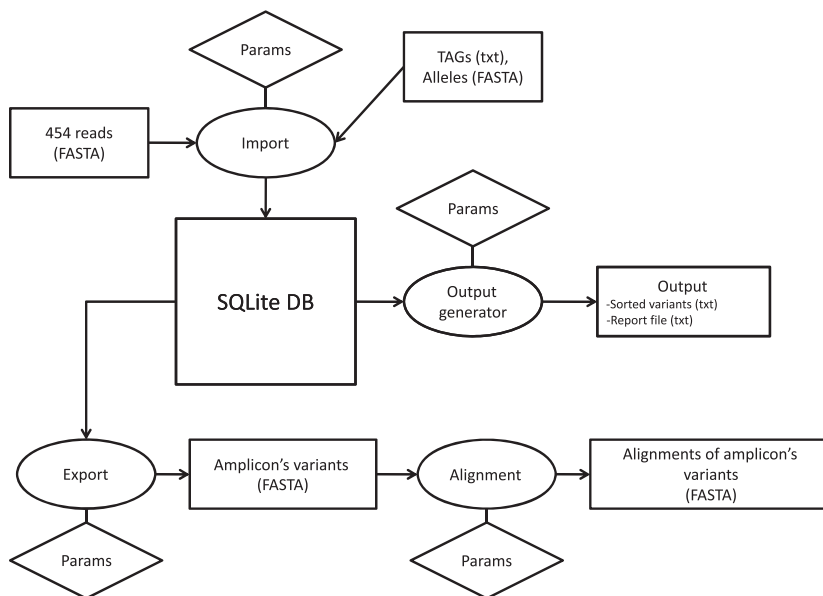 Params
TAGs (txt),
Alleles (FASTA)
454 reads
(FASTA)
Import
Params
SQLite DB
Output
generator
Output
-Sorted variants (txt)
-Report file (txt)
Export
Amplicon's variants
(FASTA)
Alignment
Alignments of amplicon's
variants
(FASTA)
Params
Params